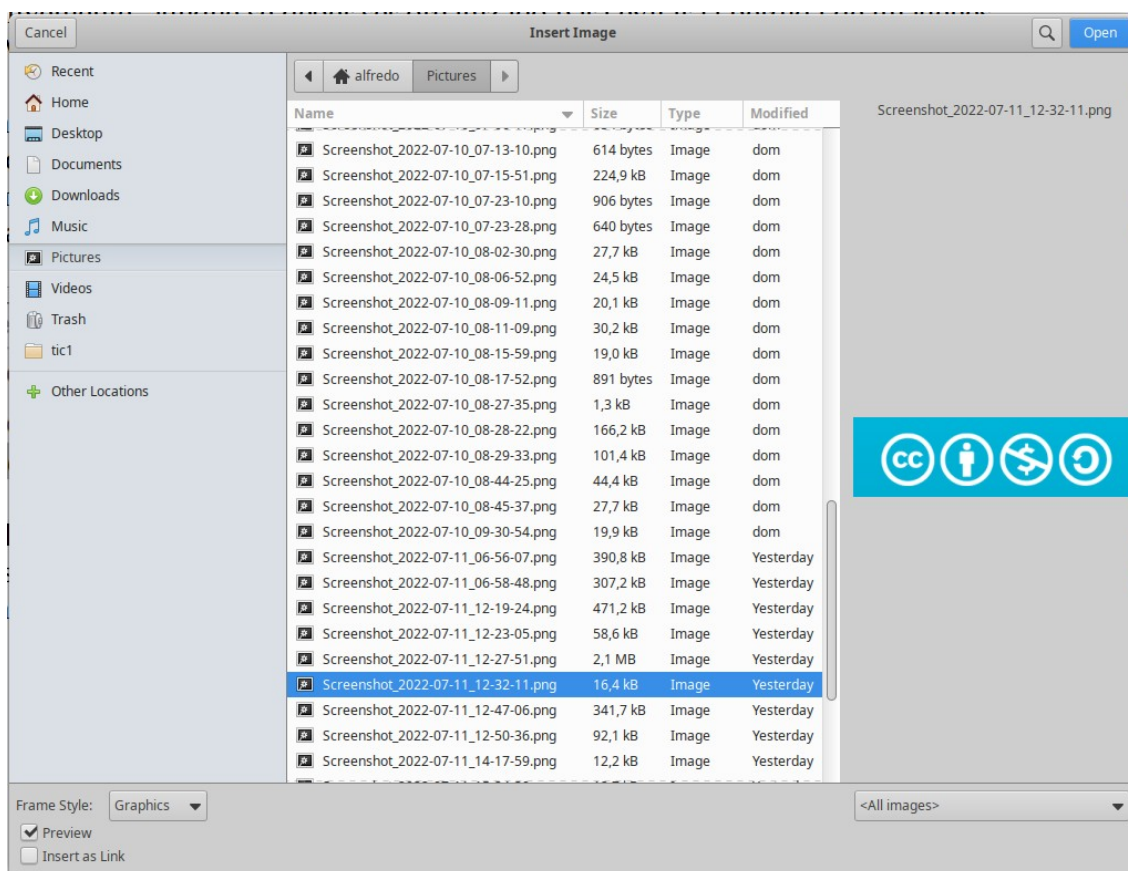 Cancel
Insert Image
Open
Recent
Home
Desktop
Documents
Downloads
Music
Pictures
Videos
Trash
tic1
Other Locations
alfredo Pictures
Name Size Type Modified
Screenshot_2022-07-10_07-13-10.png 614 bytes Image dom
Screenshot_2022-07-10_07-15-51.png 224,9 kB Image dom
Screenshot_2022-07-10_07-23-10.png 906 bytes Image dom
Screenshot_2022-07-10_07-23-28.png 640 bytes Image dom
Screenshot_2022-07-10_08-02-30.png 27,7 kB Image dom
Screenshot_2022-07-10_08-06-52.png 24,5 kB Image dom
Screenshot_2022-07-10_08-09-11.png 20,1 kB Image dom
Screenshot_2022-07-10_08-11-09.png 30,2 kB Image dom
Screenshot_2022-07-10_08-15-59.png 19,0 kB Image dom
Screenshot_2022-07-10_08-17-52.png 891 bytes Image dom
Screenshot_2022-07-10_08-27-35.png 1,3 kB Image dom
Screenshot_2022-07-10_08-28-22.png 166,2 kB Image dom
Screenshot_2022-07-10_08-29-33.png 101,4 kB Image dom
Screenshot_2022-07-10_08-44-25.png 44,4 kB Image dom
Screenshot_2022-07-10_08-45-37.png 27,7 kB Image dom
Screenshot_2022-07-10_09-30-54.png 19,9 kB Image dom
Screenshot_2022-07-11_06-56-07.png 390,8 kB Image Yesterday
Screenshot_2022-07-11_06-58-48.png 307,2 kB Image Yesterday
Screenshot_2022-07-11_12-19-24.png 471,2 kB Image Yesterday
Screenshot_2022-07-11_12-23-05.png 58,6 kB Image Yesterday
Screenshot_2022-07-11_12-27-51.png 2,1 MB Image Yesterday
Screenshot_2022-07-11_12-32-11.png 16,4 kB Image Yesterday
Screenshot_2022-07-11_12-47-06.png 341,7 kB Image Yesterday
Screenshot_2022-07-11_12-50-36.png 92,1 kB Image Yesterday
Screenshot_2022-07-11_14-17-59.png 12,2 kB Image Yesterday
Screenshot_2022-07-11_12-32-11.png
cc $
Frame Style: Graphics
<All images>
Preview
Insert as Link